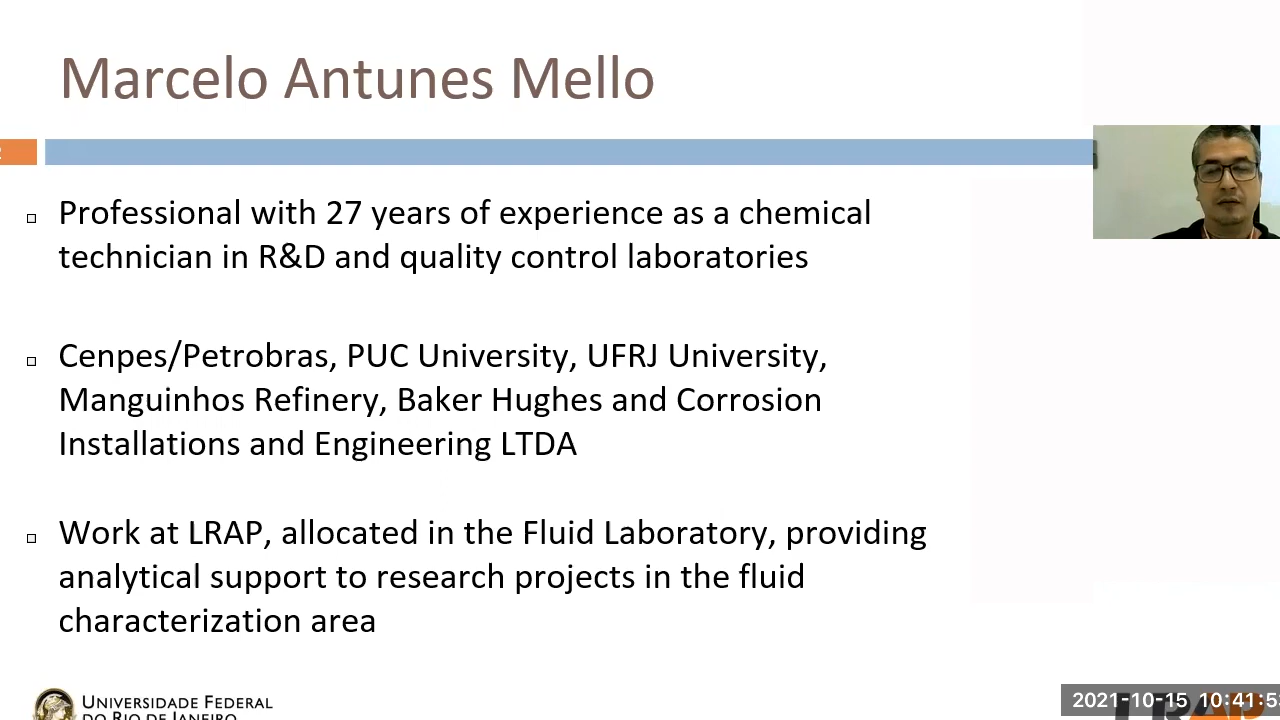 Marcelo Antunes Mello
Professional with 27 years of experience as a chemical
technician in R&D and quality control laboratories
Cenpes/Petrobras, PUC University, UFRJ University,
Manguinhos Refinery, Baker Hughes and Corrosion
Installations and Engineering LTDA
Work at LRAP, allocated in the Fluid Laboratory, providing
analytical support to research projects in the fluid
characterization area
UNIVERSIDADE FEDERAL
DO RIO DE JANEIRO
2021-10-15 10:41:5
LRAP